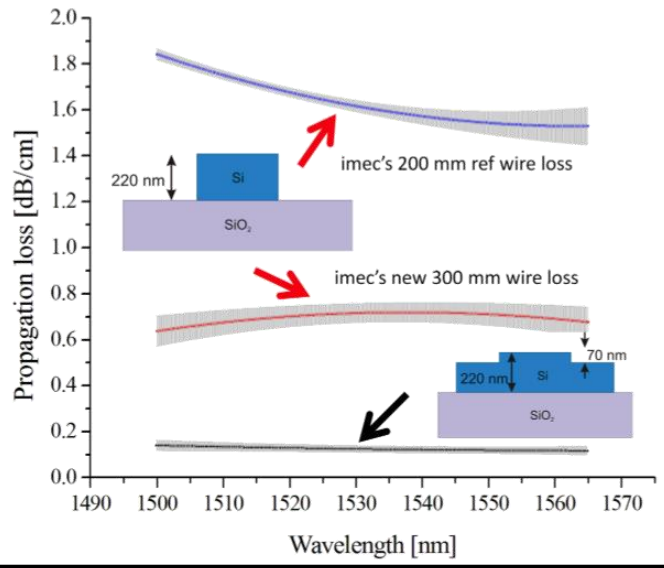 2.0
1.8
1.6
1.4
1.2
1.0
0.8
0.6
0.4
0.2
0.0
Propagation loss [dB/cm]
imec's 200 mm ref wire loss
220 nm
Si
SiO₂
imec's new 300 mm wire loss
70 nm
220 nm
Si
SiO₂
1490 1500 1510 1520 1530 1540 1550 1560 1570
Wavelength [nm]